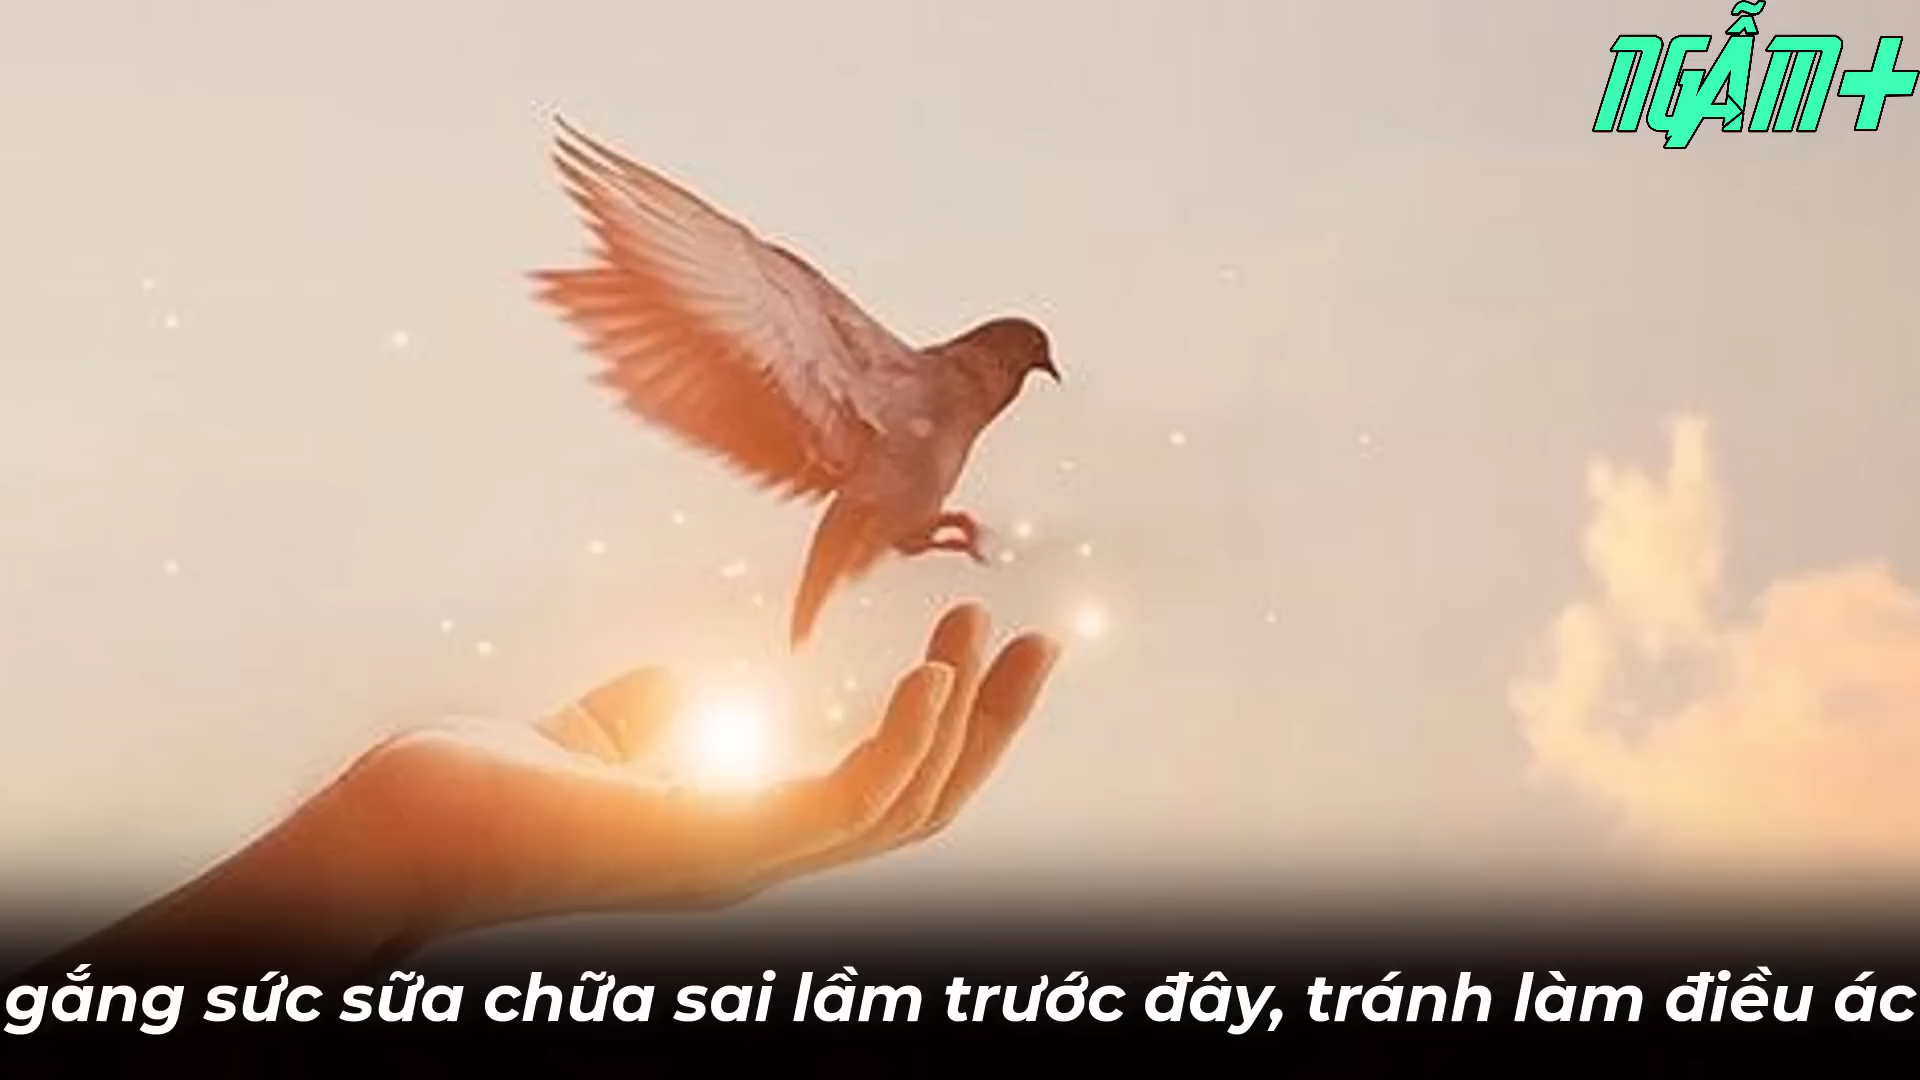 NGẪM+
gắng sức sữa chữa sai lầm trước đây, tránh làm điều ác